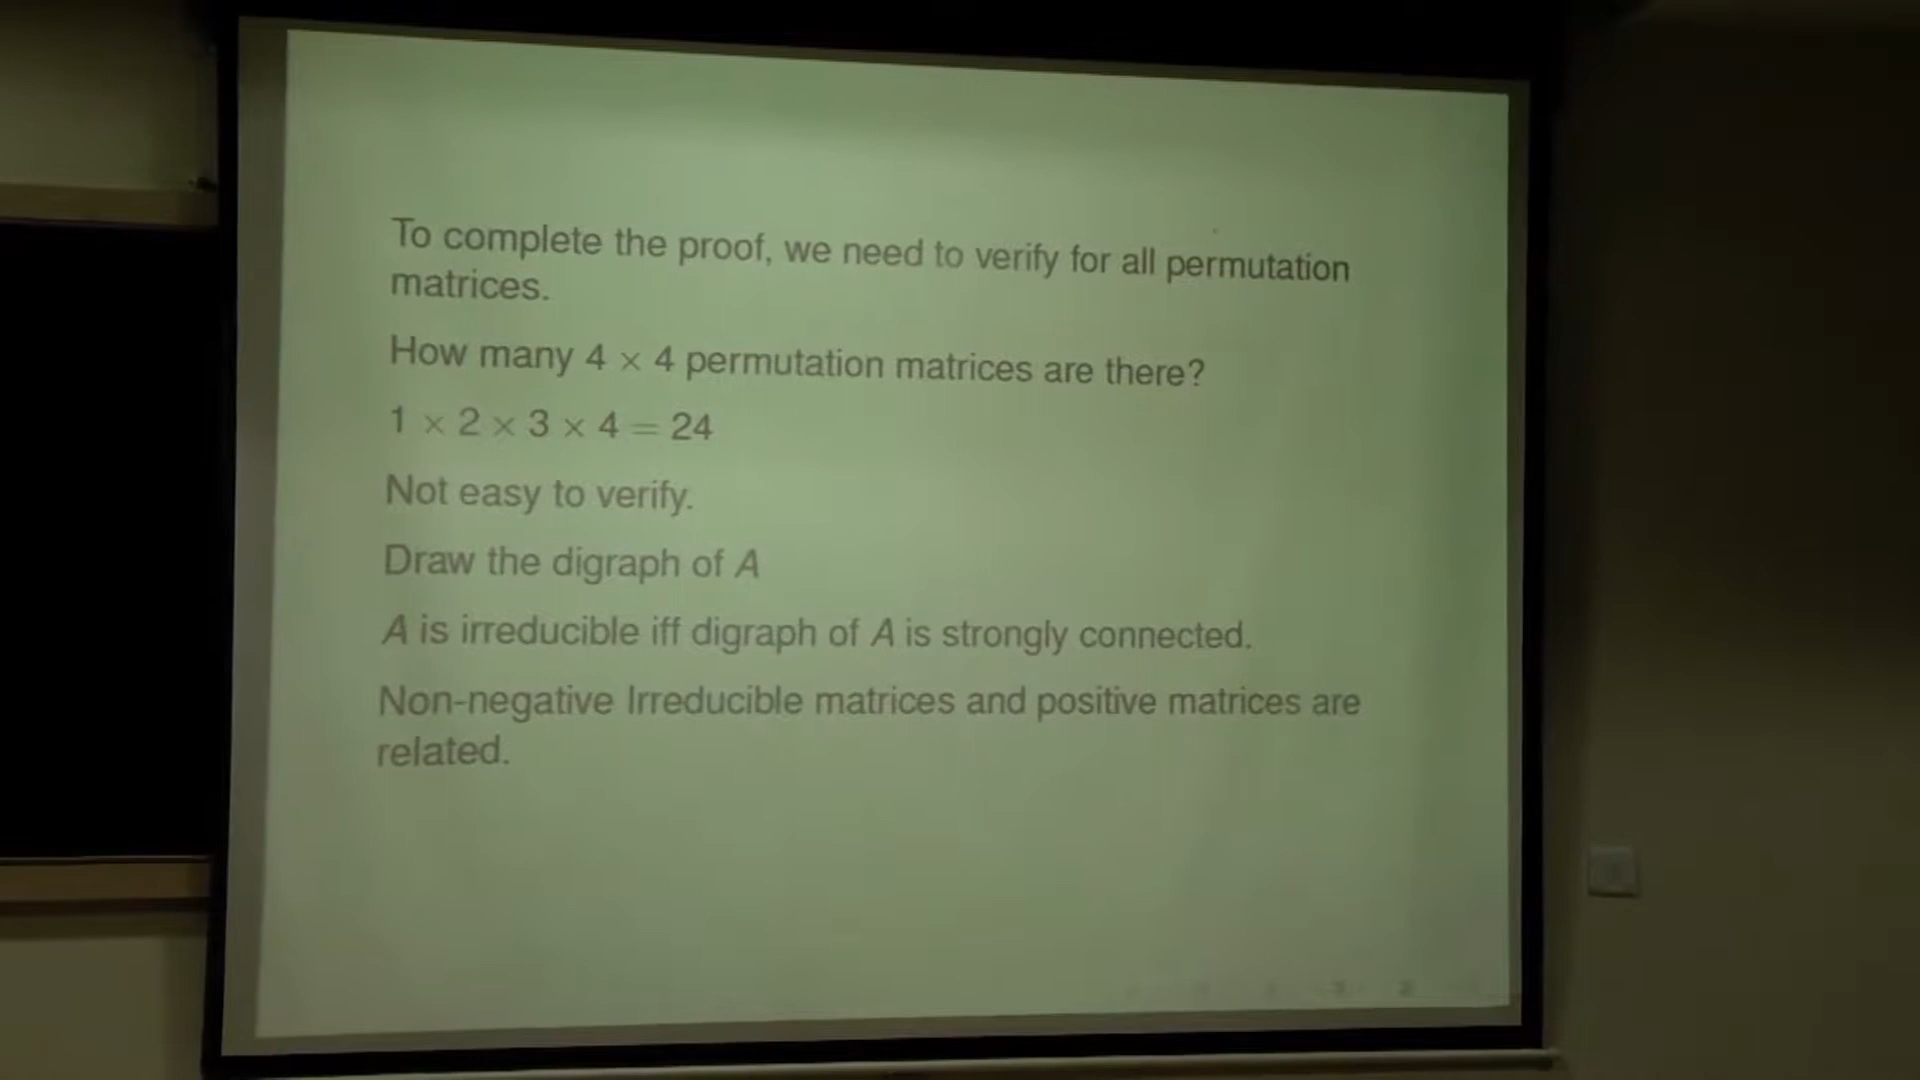 To complete the proof, we need to verify for all permutation
matrices.
How many 4 × 4 permutation matrices are there?
1 × 2 × 3 × 4 = 24
Not easy to verify.
Draw the digraph of A
A is irreducible iff digraph of A is strongly connected.
Non-negative Irreducible matrices and positive matrices are
related.